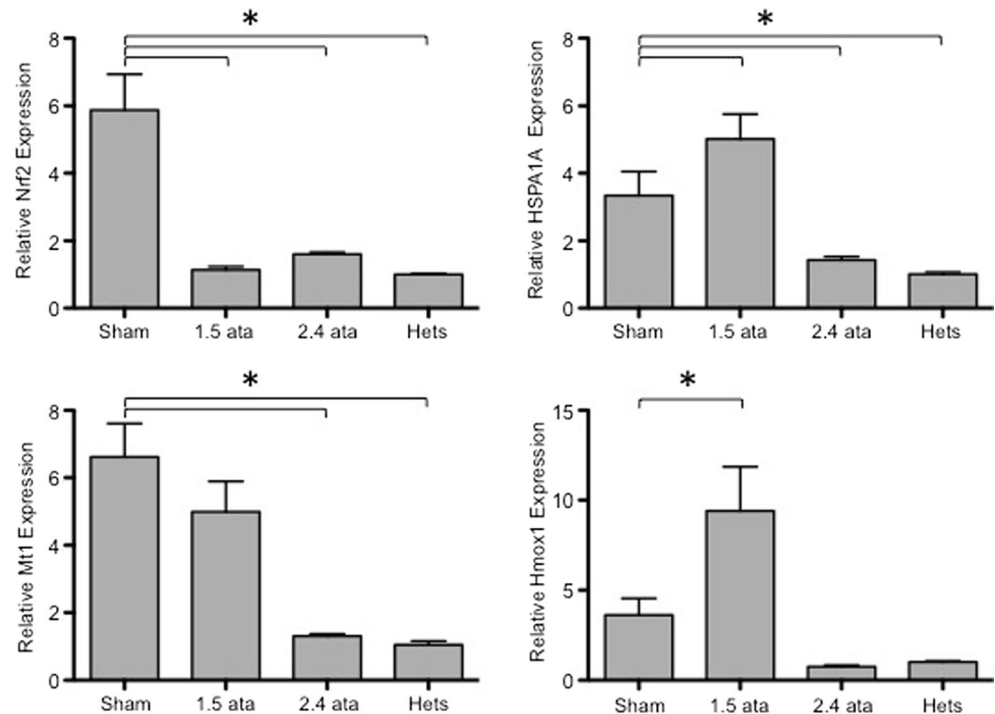 *
Relative Nrf2 Expression
8
6
4
2
0
Sham 1.5 ata 2.4 ata Hets
*
Relative HSPA1A Expression
8
6
4
2
0
Sham 1.5 ata 2.4 ata Hets
*
Relative Mt1 Expression
8
6
4
2
0
Sham 1.5 ata 2.4 ata Hets
*
Relative Hmox1 Expression
15
10
5
0
Sham 1.5 ata 2.4 ata Hets